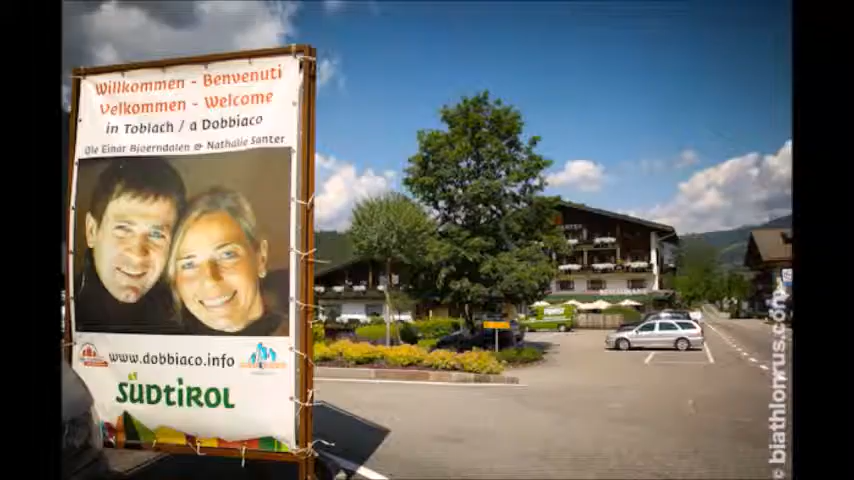 Willkommen - Benvenuti
Velkommen - Welcome
in Toblach / a Dobbiaco
Ole Einar Bjoerndalen & Nathalie Santer
www.dobbiaco.info
SÜDTIROL
© biathlonrus.com